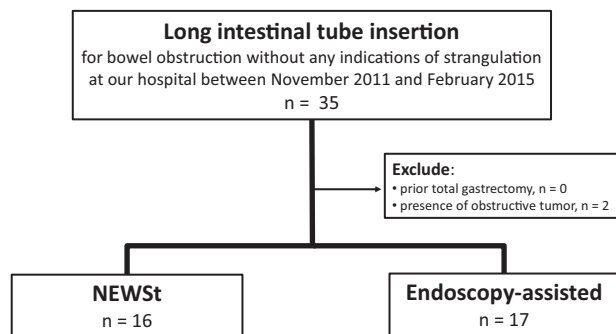 Long intestinal tube insertion
for bowel obstruction without any indications of strangulation
at our hospital between November 2011 and February 2015
n = 35
Exclude:
• prior total gastrectomy, n = 0
• presence of obstructive tumor, n = 2
NEWSt
n = 16
Endoscopy-assisted
n = 17